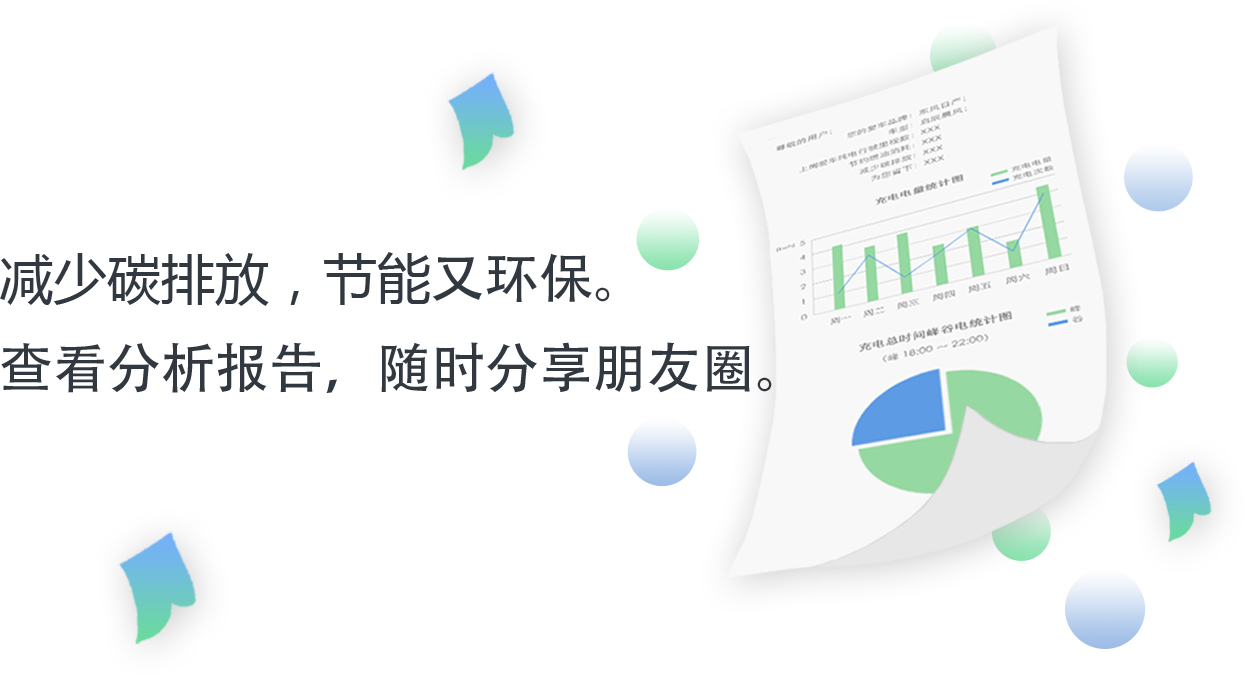 减少碳排放，节能又环保。
查看分析报告，随时分享朋友圈。
尊敬的用户： 您的爱车品牌：东风日产；
车型：启辰晨风；
上周爱车纯电行驶里程数：XXX
节约燃油消耗：XXX
减少碳排放：XXX
为您省下：XXX
充电电量统计图
充电电量
充电次数
5
4
3
2
1
0
周一 周二 周三 周四 周五 周六 周日
充电总时间峰谷电统计图
（峰 18:00 ～ 22:00）
峰
谷